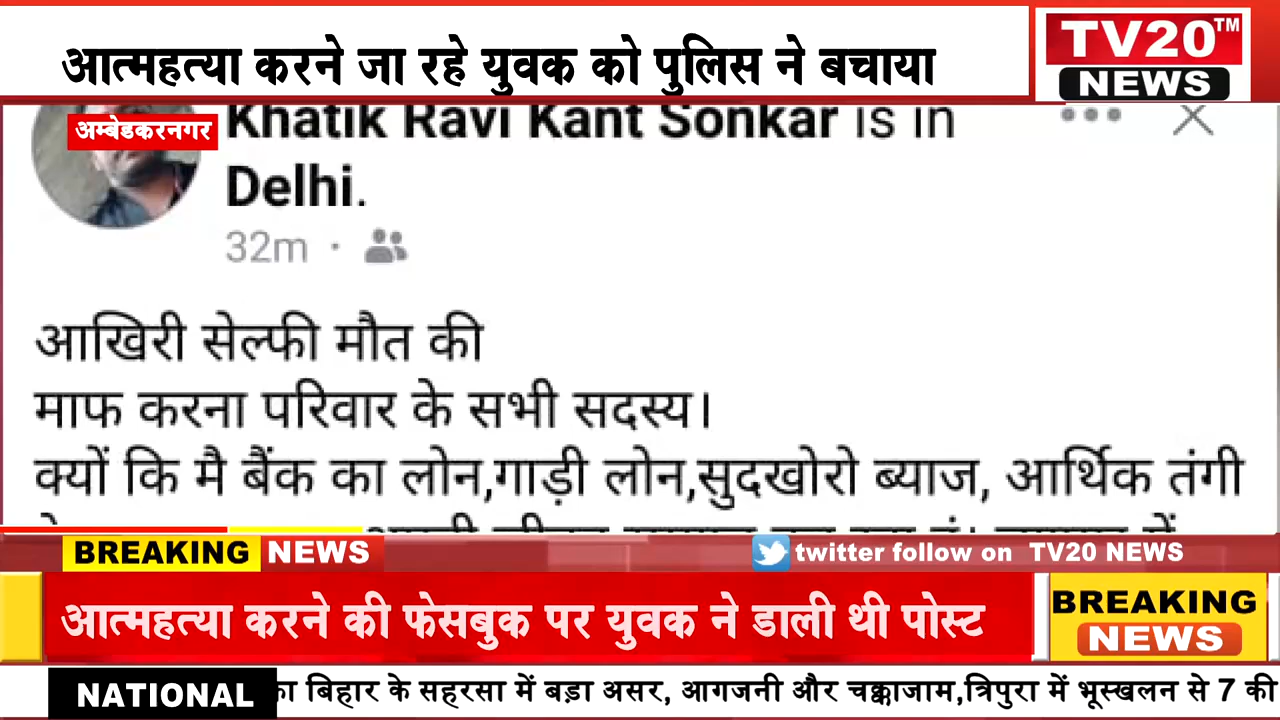 आत्महत्या करने जा रहे युवक को पुलिस ने बचाया
TV20™
NEWS
अम्बेडकरनगर
Khatik Ravi Kant Sonkar is in
Delhi.
32m ·
आखिरी सेल्फी मौत की
माफ करना परिवार के सभी सदस्य।
क्यों कि मै बैंक का लोन,गाड़ी लोन,सुदखोरो ब्याज, आर्थिक तंगी
BREAKING NEWS
twitter follow on TV20 NEWS
आत्महत्या करने की फेसबुक पर युवक ने डाली थी पोस्ट
BREAKING
NEWS
NATIONAL
का बिहार के सहरसा में बड़ा असर, आगजनी और चक्काजाम,त्रिपुरा में भूस्खलन से 7 की